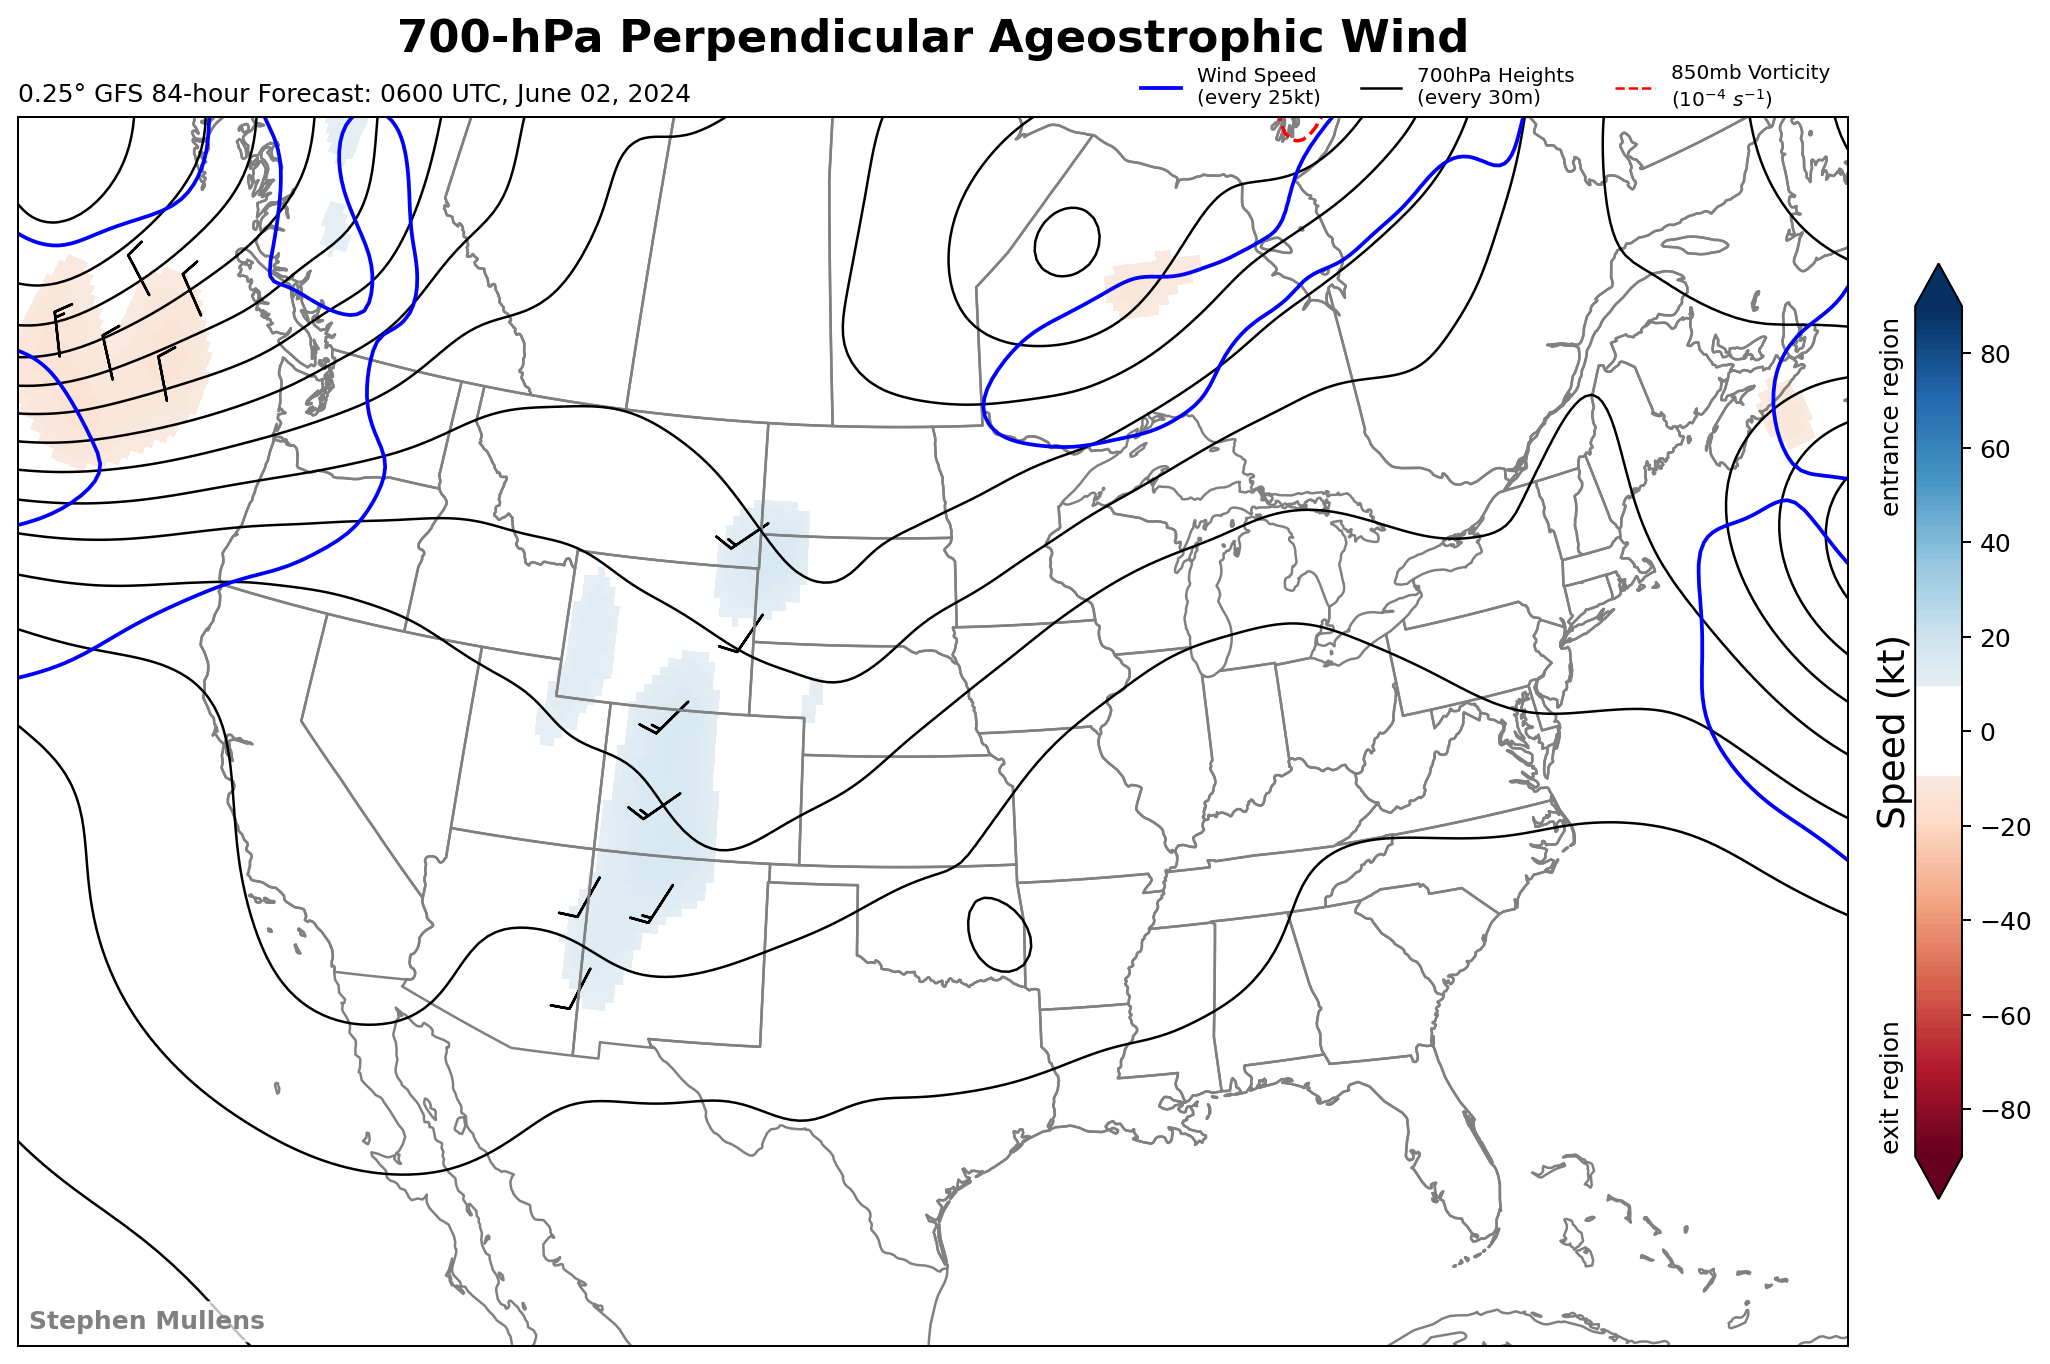 700-hPa Perpendicular Ageostrophic Wind
0.25° GFS 84-hour Forecast: 0600 UTC, June 02, 2024
Wind Speed
(every 25kt)
700hPa Heights
(every 30m)
850mb Vorticity
(10⁻⁴ s⁻¹)
entrance region
Speed (kt)
exit region
80
60
40
20
0
−20
−40
−60
−80
Stephen Mullens